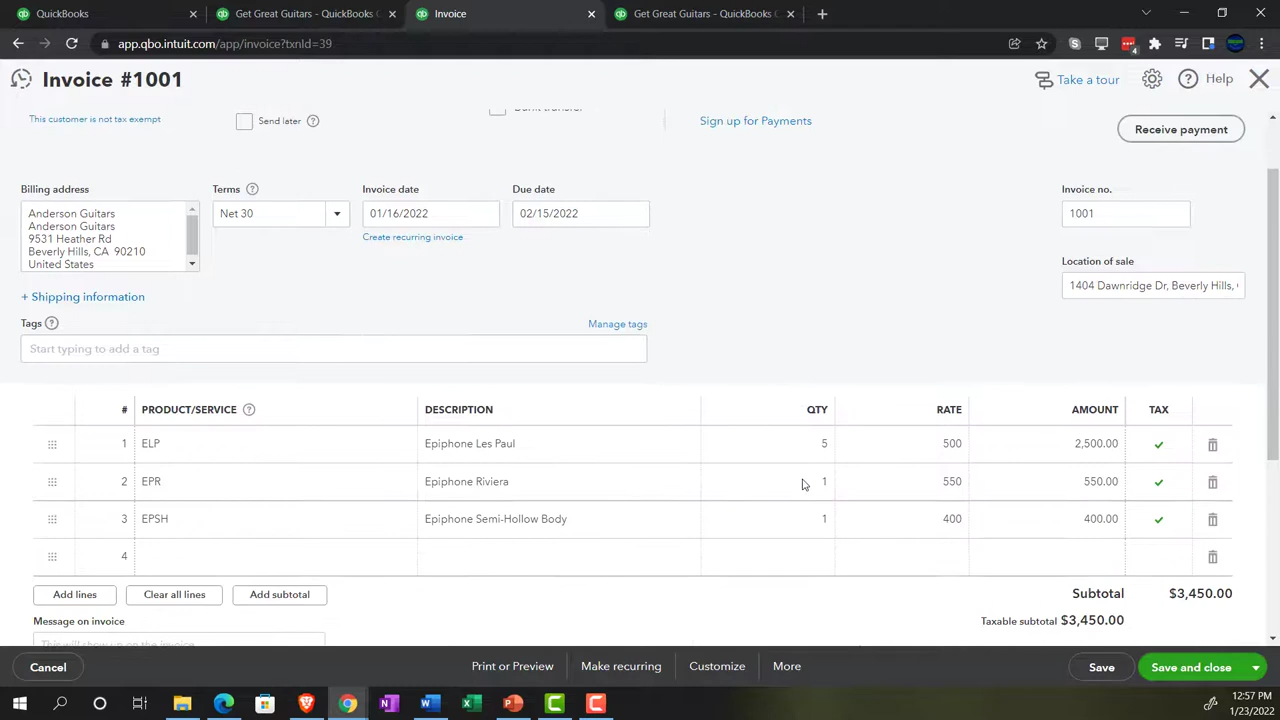 QuickBooks
Get Great Guitars - QuickBooks C
Invoice
Get Great Guitars - QuickBooks C
app.qbo.intuit.com/app/invoice?txnId=39
4
Invoice #1001
Take a tour
Help
This customer is not tax exempt
Send later
Sign up for Payments
Receive payment
Billing address
Terms
Invoice date
Due date
Invoice no.
Anderson Guitars
Anderson Guitars
9531 Heather Rd
Beverly Hills, CA 90210
United States
Net 30
01/16/2022
02/15/2022
1001
Create recurring invoice
Location of sale
1404 Dawnridge Dr, Beverly Hills,
+ Shipping information
Tags
Manage tags
Start typing to add a tag
# PRODUCT/SERVICE DESCRIPTION QTY RATE AMOUNT TAX
1 ELP Epiphone Les Paul 5 500 2,500.00
2 EPR Epiphone Riviera 1 550 550.00
3 EPSH Epiphone Semi-Hollow Body 1 400 400.00
4
Add lines
Clear all lines
Add subtotal
Subtotal $3,450.00
Message on invoice
Taxable subtotal $3,450.00
This will show up on the invoice
Cancel
Print or Preview
Make recurring
Customize
More
Save
Save and close
12:57 PM
1/23/2022